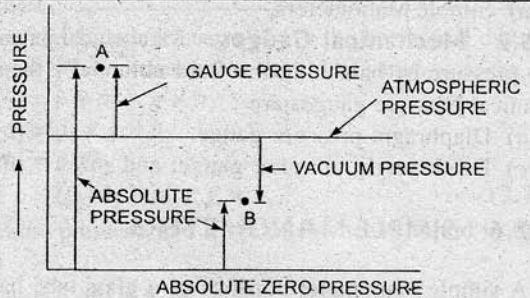 PRESSURE
A
GAUGE PRESSURE
ATMOSPHERIC
PRESSURE
VACUUM PRESSURE
ABSOLUTE
PRESSURE
B
ABSOLUTE ZERO PRESSURE